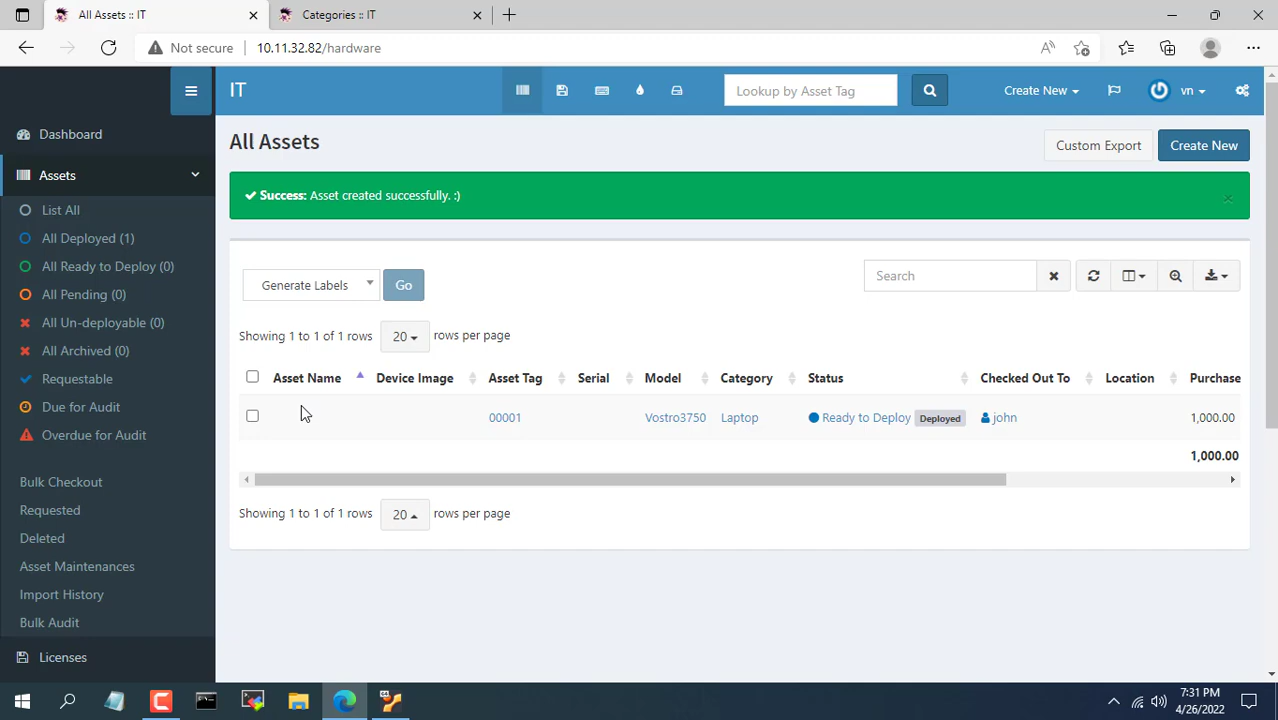 All Assets :: IT
Categories :: IT
Not secure
10.11.32.82/hardware
IT
Lookup by Asset Tag
Create New
vn
Dashboard
Assets
List All
All Deployed (1)
All Ready to Deploy (0)
All Pending (0)
All Un-deployable (0)
All Archived (0)
Requestable
Due for Audit
Overdue for Audit
Bulk Checkout
Requested
Deleted
Asset Maintenances
Import History
Bulk Audit
Licenses
All Assets
Custom Export
Create New
Success: Asset created successfully. :)
Generate Labels
Go
Search
Showing 1 to 1 of 1 rows 20 rows per page
Asset Name Device Image Asset Tag Serial Model Category Status Checked Out To Location Purchase
00001 Vostro3750 Laptop Ready to Deploy Deployed john 1,000.00
1,000.00
Showing 1 to 1 of 1 rows 20 rows per page
7:31 PM
4/26/2022